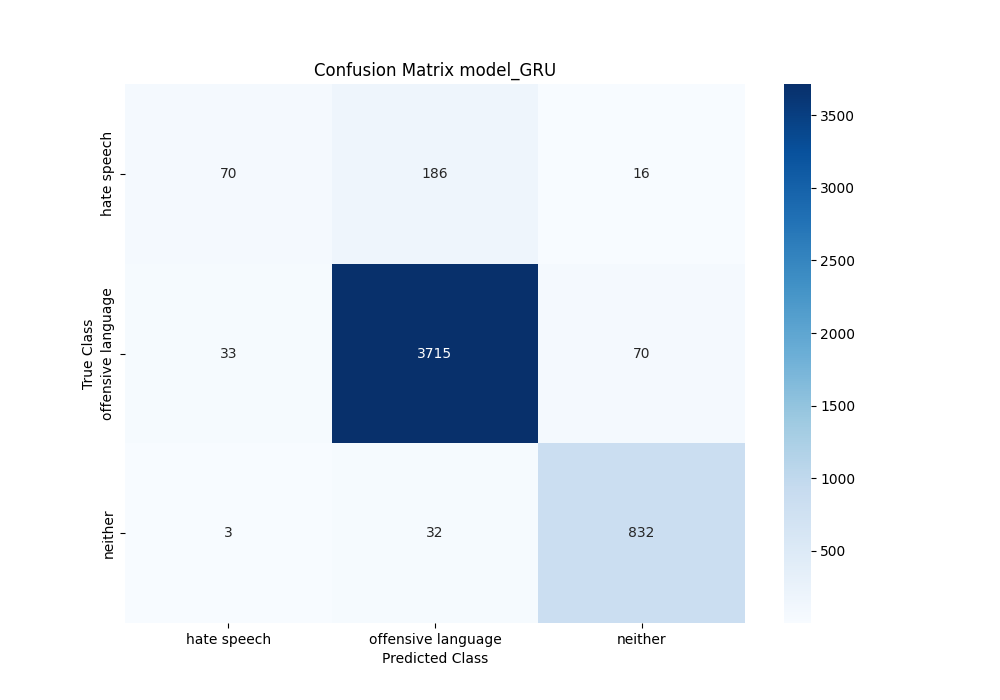 Confusion Matrix model_GRU
True Class
hate speech
70 186 16
offensive language
33 3715 70
neither
3 32 832
hate speech offensive language neither
Predicted Class
3500
3000
2500
2000
1500
1000
500